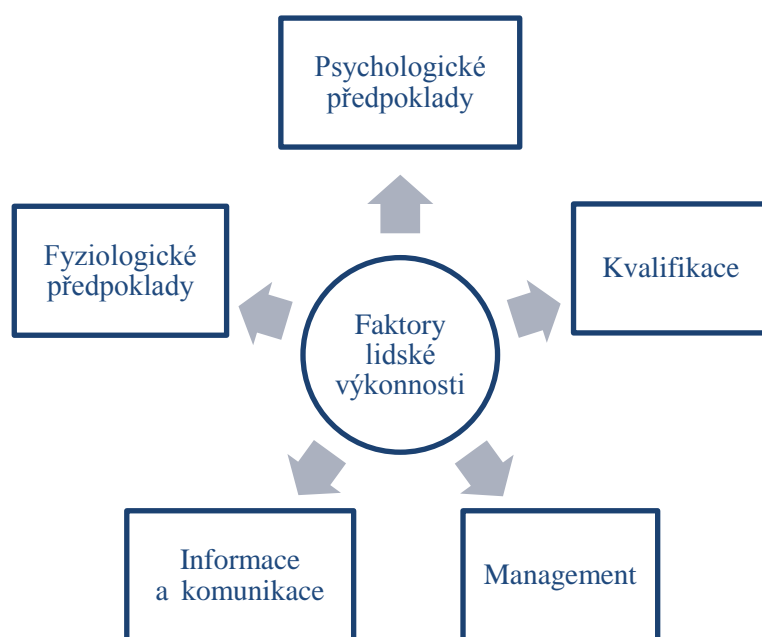 Psychologické
předpoklady
Fyziologické
předpoklady
Kvalifikace
Faktory
lidské
výkonnosti
Informace
a komunikace
Management